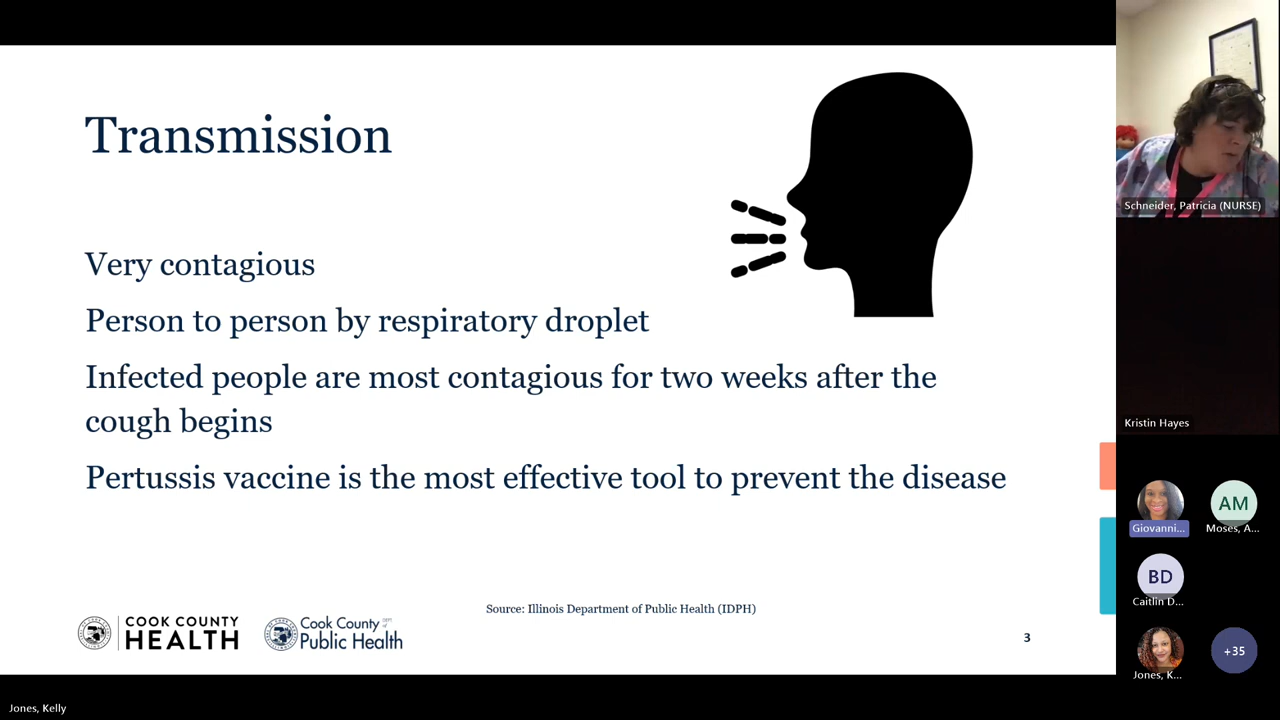 Transmission
Very contagious
Person to person by respiratory droplet
Infected people are most contagious for two weeks after the
cough begins
Pertussis vaccine is the most effective tool to prevent the disease
Source: Illinois Department of Public Health (IDPH)
COOK COUNTY
HEALTH
Cook County DEPT of
Public Health
3
Schneider, Patricia (NURSE)
Kristin Hayes
Giovanni...
AM
Moses, A...
BD
Caitlin D...
Jones, K...
+35
Jones, Kelly